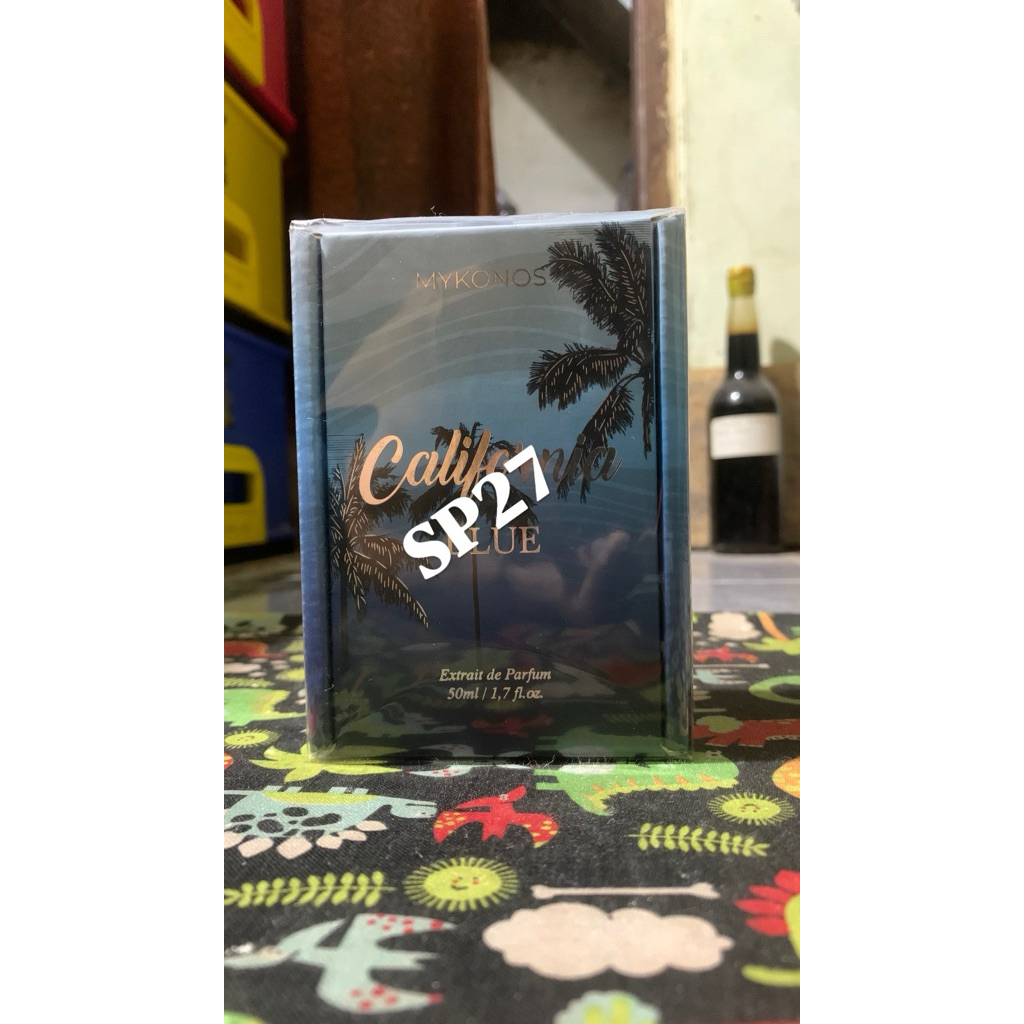 MYKONOS
California
SP27
BLUE
Extrait de Parfum
50ml / 1,7 fl.oz.